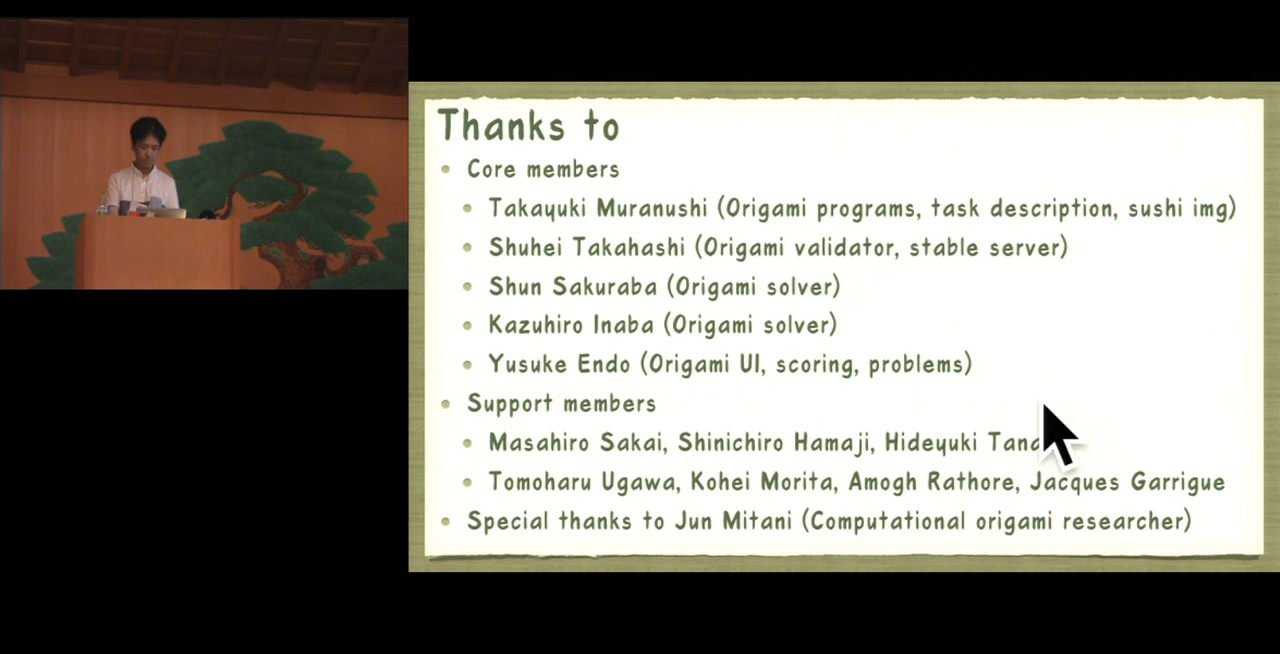 Thanks to
• Core members
• Takayuki Muranushi (Origami programs, task description, sushi img)
• Shuhei Takahashi (Origami validator, stable server)
• Shun Sakuraba (Origami solver)
• Kazuhiro Inaba (Origami solver)
• Yusuke Endo (Origami UI, scoring, problems)
• Support members
• Masahiro Sakai, Shinichiro Hamaji, Hideyuki
• Tomoharu Ugawa, Kohei Morita, Amogh Rathore, Jacques Garrigue
• Special thanks to Jun Mitani (Computational origami researcher)